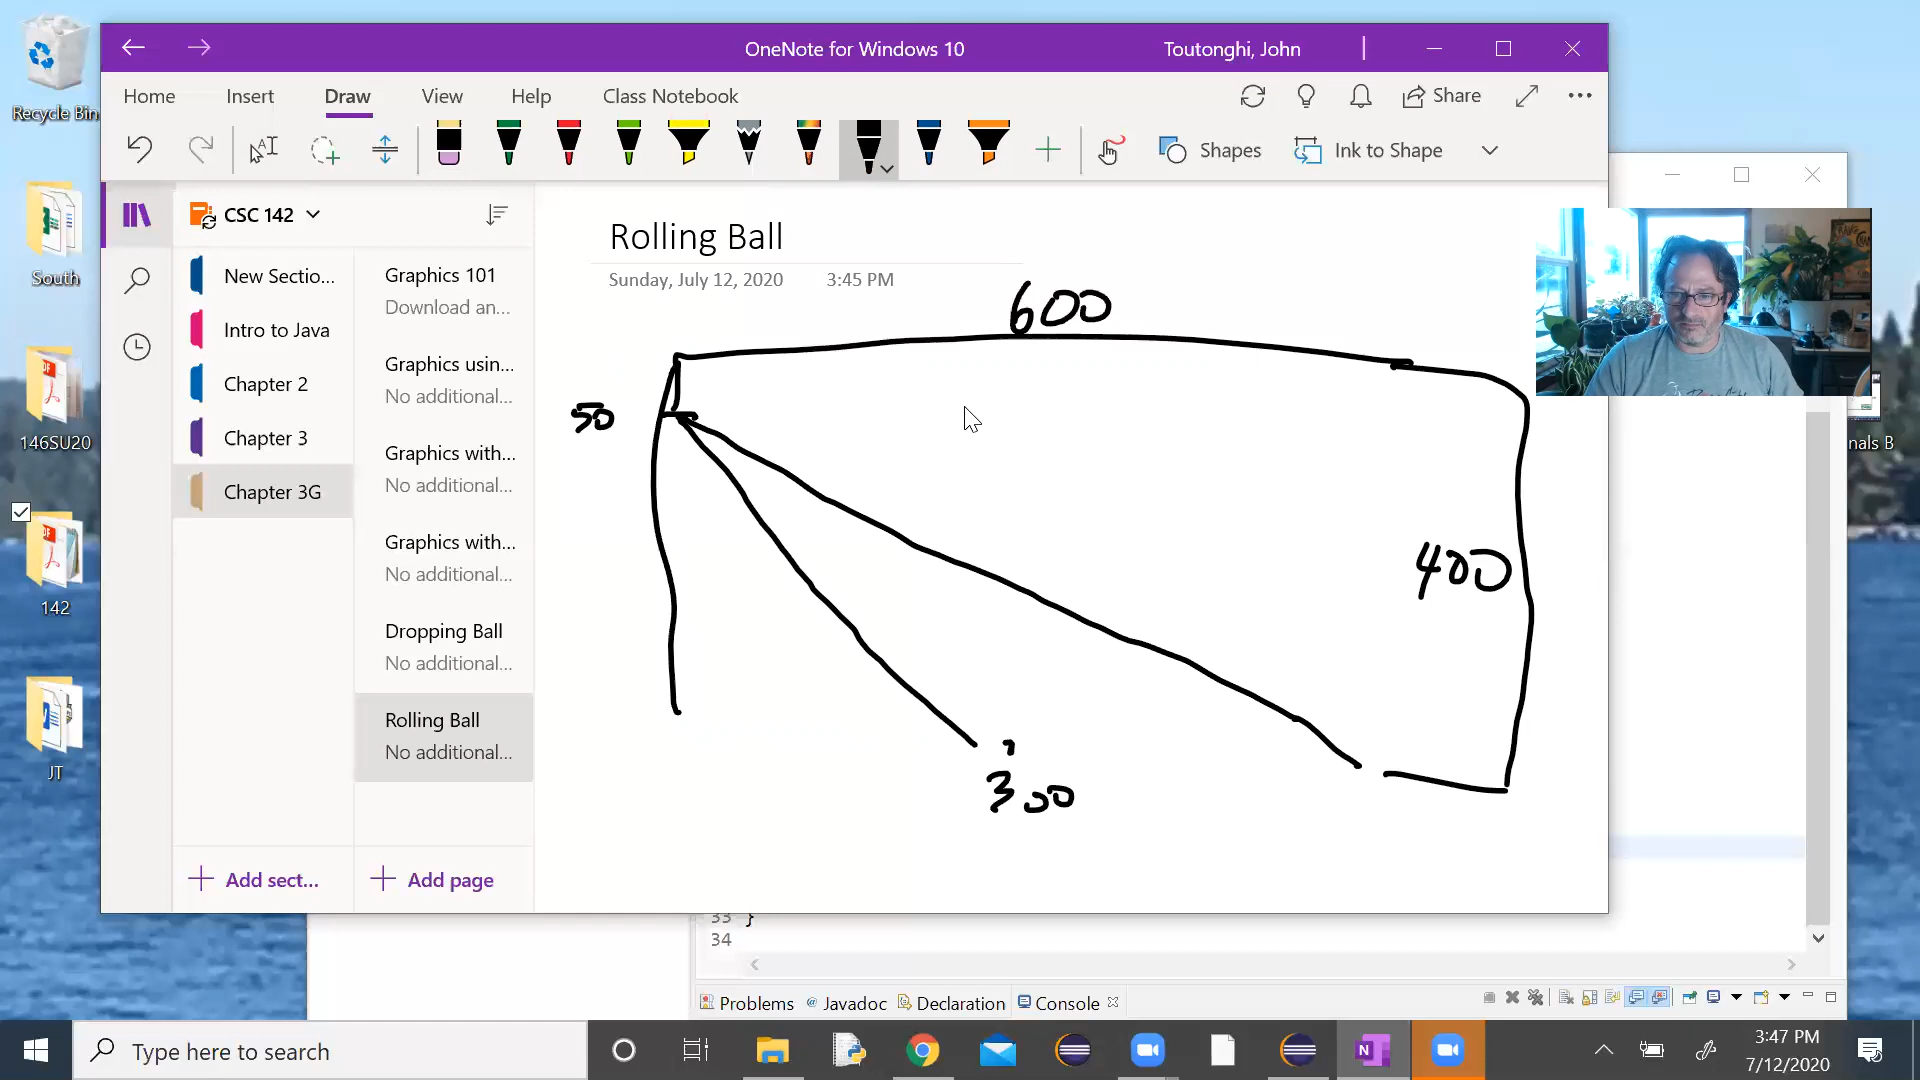 Recycle Bin
South
146SU20
142
JT
OneNote for Windows 10
Toutonghi, John
Home
Insert
Draw
View
Help
Class Notebook
Share
Shapes
Ink to Shape
CSC 142
New Sectio...
Intro to Java
Chapter 2
Chapter 3
Chapter 3G
Add sect...
Graphics 101
Download an...
Graphics usin...
No additional...
Graphics with...
No additional...
Graphics with...
No additional...
Dropping Ball
No additional...
Rolling Ball
No additional...
Add page
Rolling Ball
Sunday, July 12, 2020
3:45 PM
600
50
400
300
nals B
33 }
34
Problems
@ Javadoc
Declaration
Console
Type here to search
3:47 PM
7/12/2020